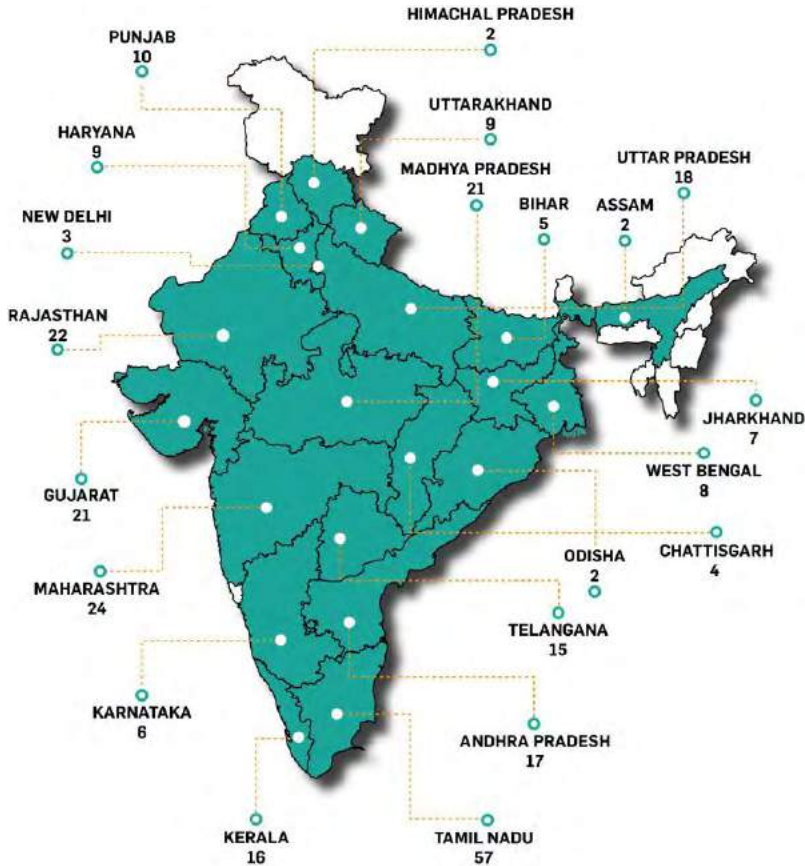 HIMACHAL PRADESH
2
PUNJAB
10
UTTARAKHAND
9
HARYANA
9
MADHYA PRADESH
21
UTTAR PRADESH
18
BIHAR
5
ASSAM
2
NEW DELHI
3
RAJASTHAN
22
JHARKHAND
7
WEST BENGAL
8
GUJARAT
21
CHATTISGARH
4
ODISHA
2
MAHARASHTRA
24
TELANGANA
15
KARNATAKA
6
ANDHRA PRADESH
17
KERALA
16
TAMIL NADU
57